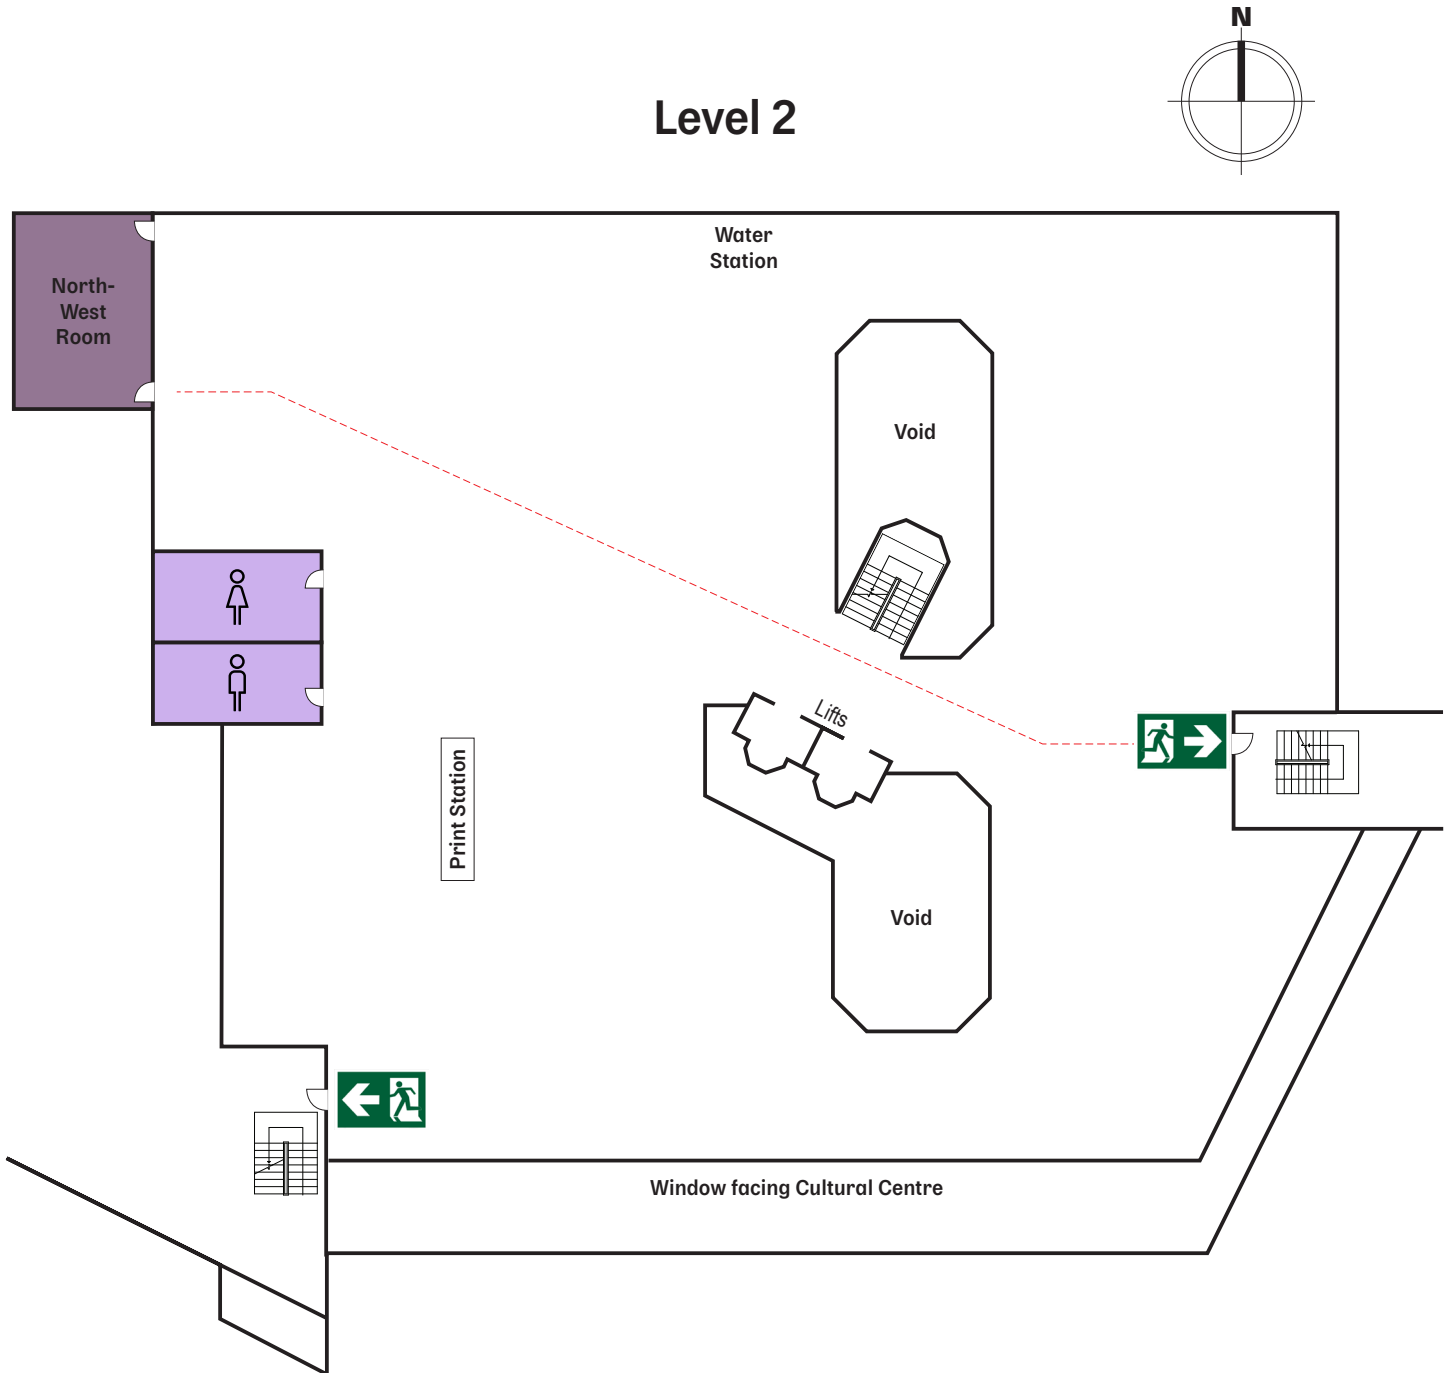 N
Level 2
Water
Station
North-
West
Room
Void
Lifts
Print Station
Void
Window facing Cultural Centre